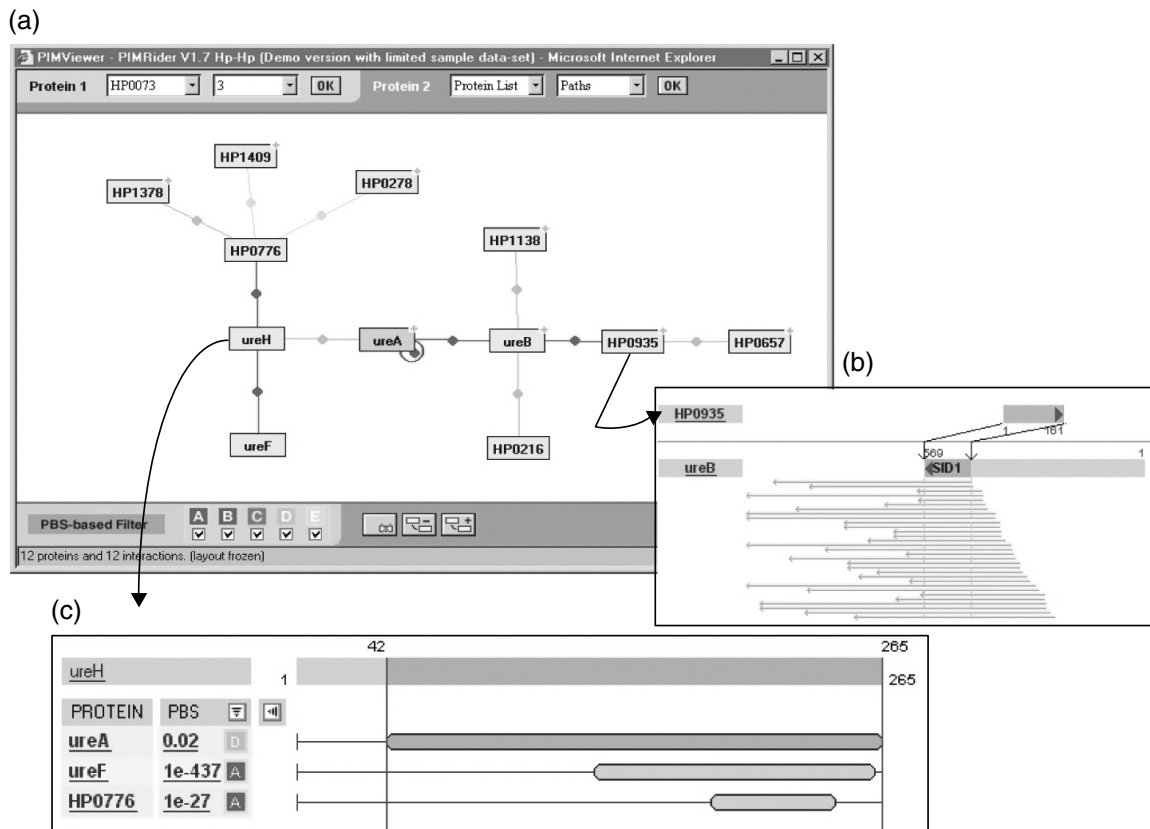 (a)
PIMViewer - PIMRider V1.7 Hp-Hp (Demo version with limited sample data-set) - Microsoft Internet Explorer
Protein 1 HP0073 3 OK Protein 2 Protein List Paths OK
HP1409
HP1378 HP0278
HP0776 HP1138
ureH ureA ureB HP0935 HP0657
ureF HP0216
PBS-based Filter A B C D E
12 proteins and 12 interactions. (layout frozen)
(b)
HP0935
1 161
569 1
ureB SID1
(c)
42 265
ureH 1 265
PROTEIN PBS
ureA 0.02 D
ureF 1e-437 A
HP0776 1e-27 A